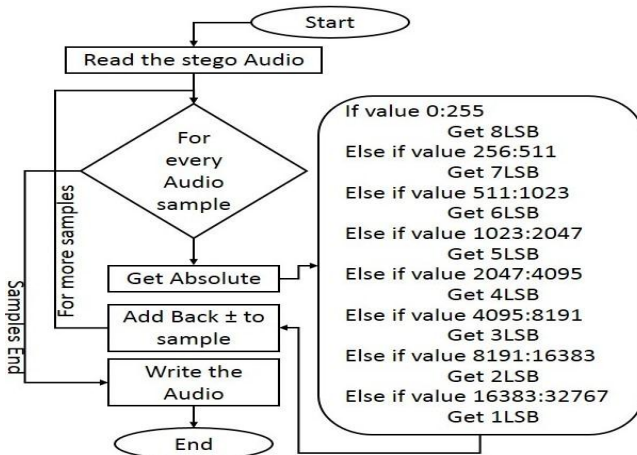 Start
Read the stego Audio
For
every
Audio
sample
Get Absolute
Add Back ± to
sample
Write the
Audio
End
For more samples
Samples End
If value 0:255
Get 8LSB
Else if value 256:511
Get 7LSB
Else if value 511:1023
Get 6LSB
Else if value 1023:2047
Get 5LSB
Else if value 2047:4095
Get 4LSB
Else if value 4095:8191
Get 3LSB
Else if value 8191:16383
Get 2LSB
Else if value 16383:32767
Get 1LSB